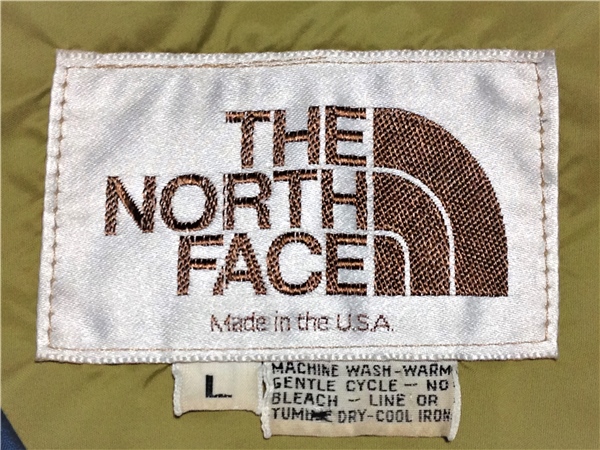 THE
NORTH
FACE
Made in the U.S.A.
L
MACHINE WASH-WARM
GENTLE CYCLE - NO
BLEACH - LINE OR
TUMBLE DRY-COOL IRON